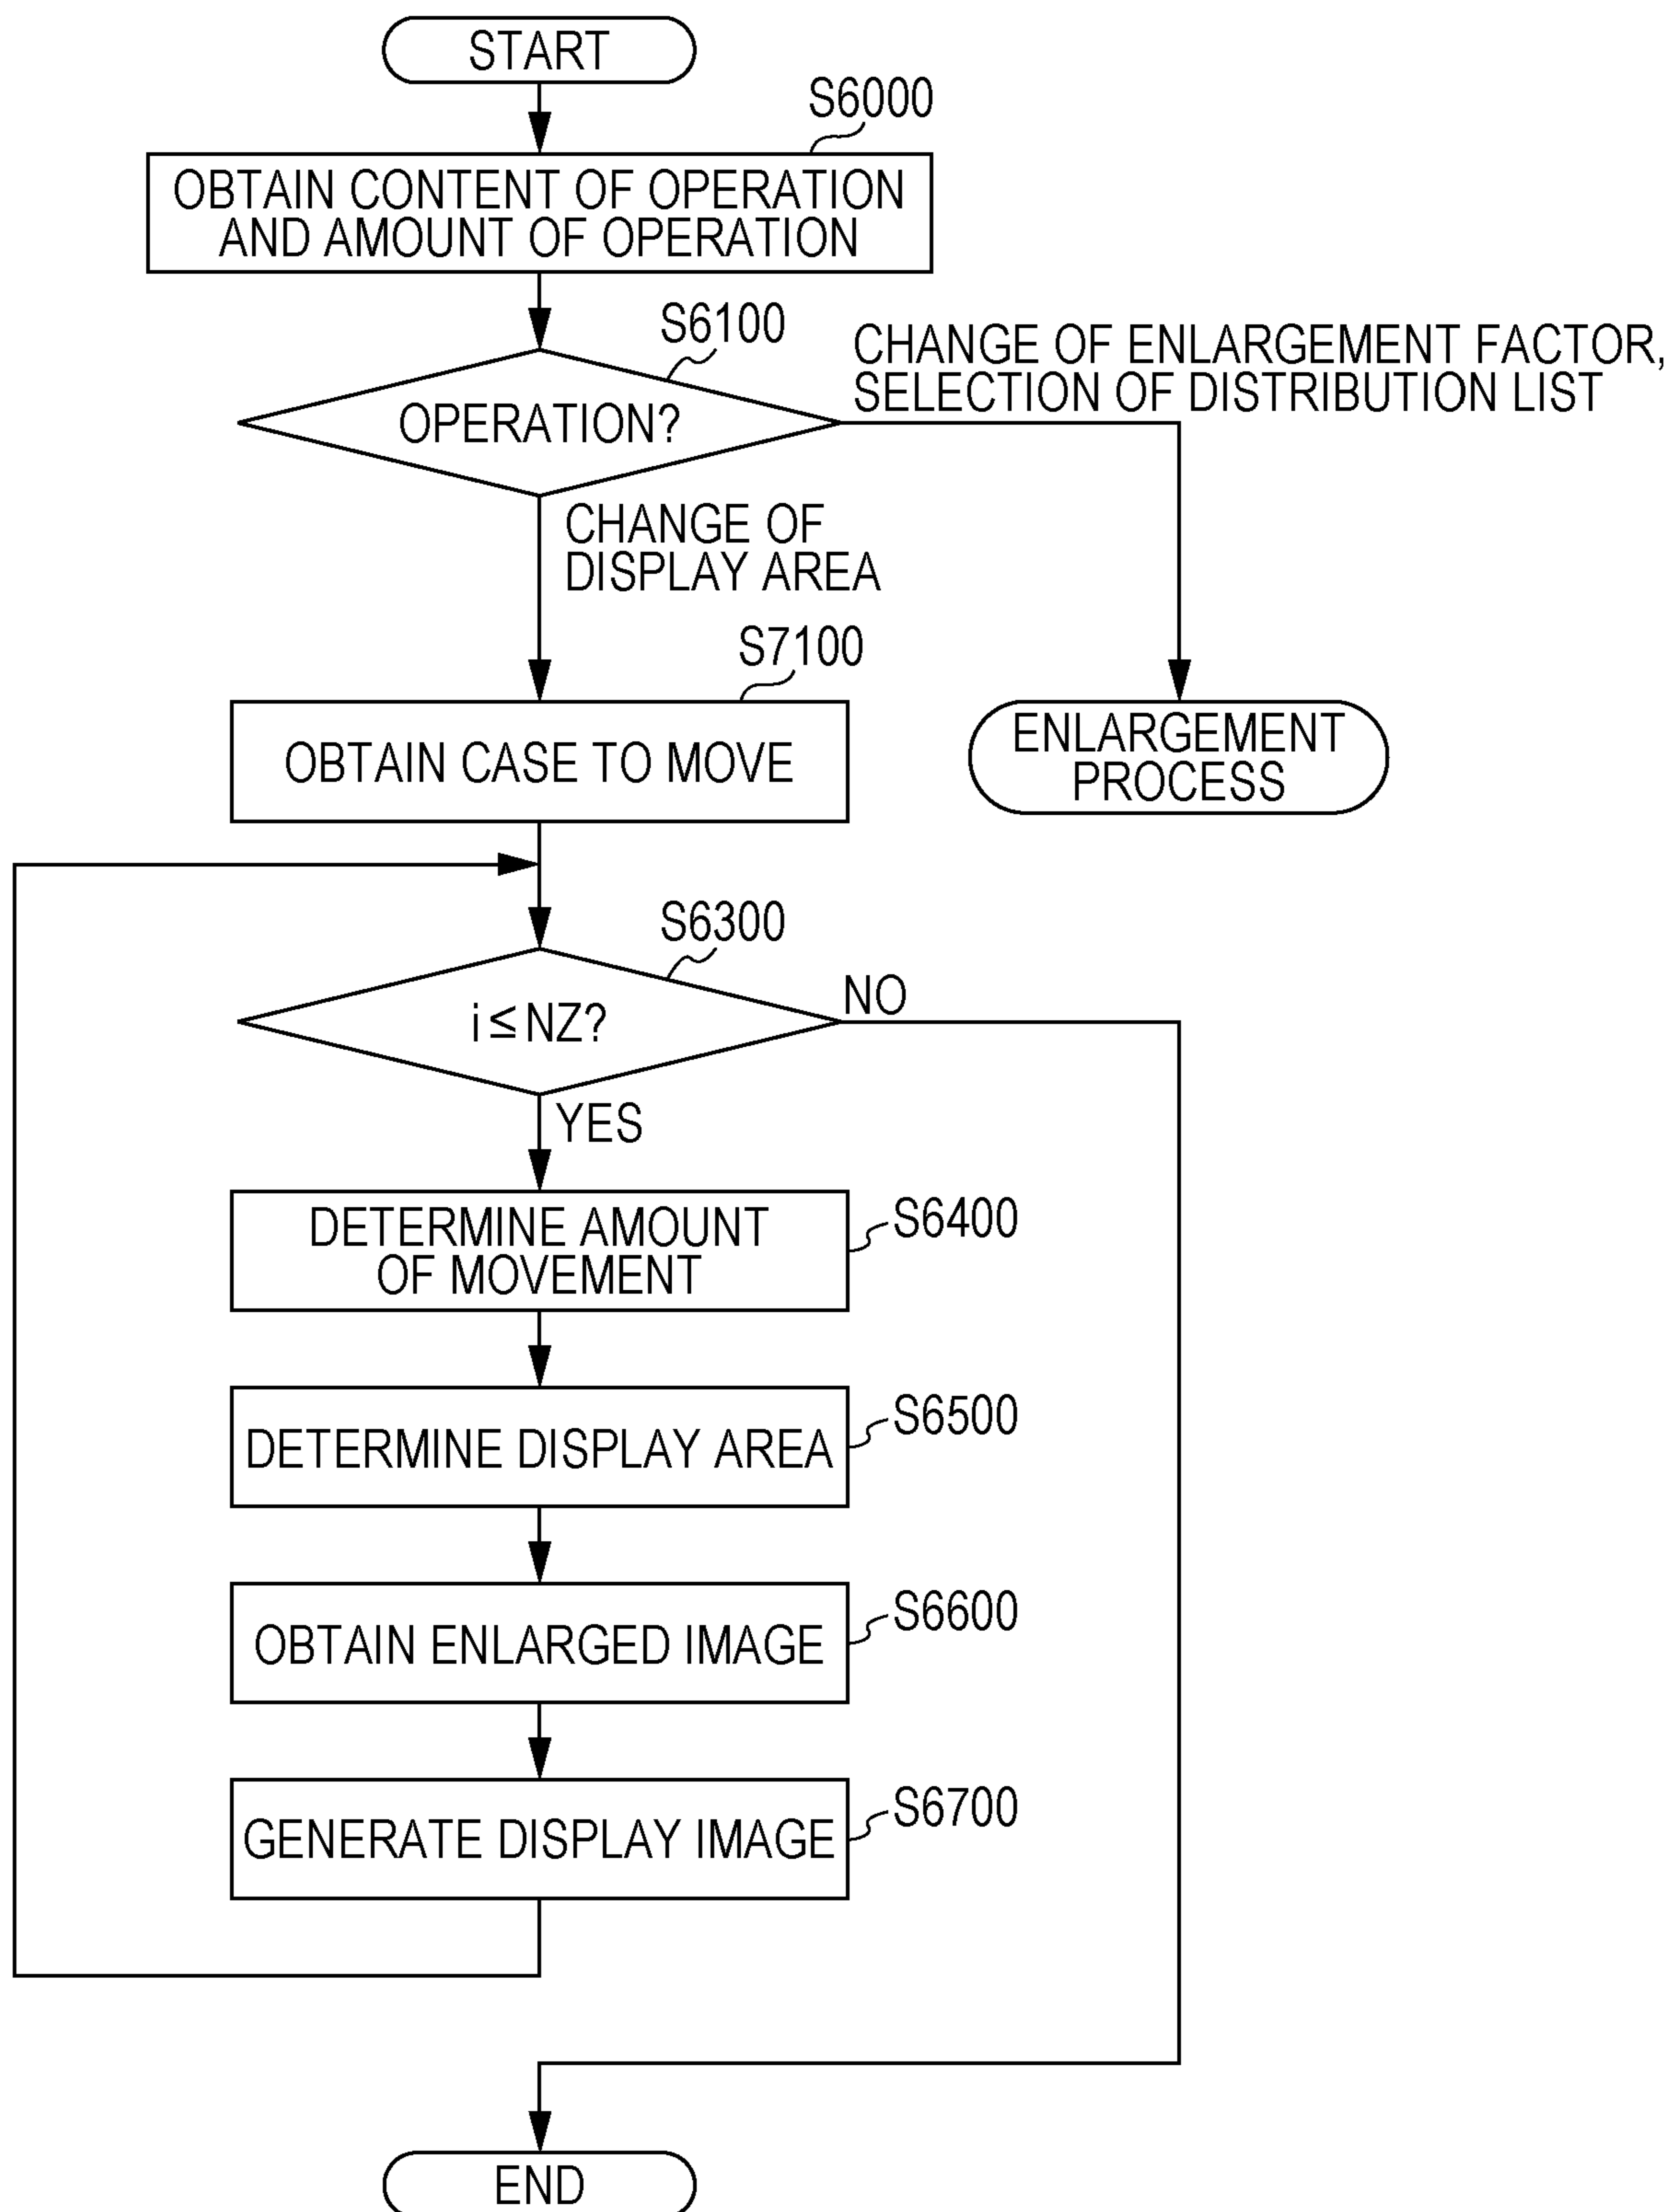 START
S6000
OBTAIN CONTENT OF OPERATION
AND AMOUNT OF OPERATION
S6100
OPERATION?
CHANGE OF ENLARGEMENT FACTOR,
SELECTION OF DISTRIBUTION LIST
CHANGE OF
DISPLAY AREA
S7100
OBTAIN CASE TO MOVE
ENLARGEMENT
PROCESS
S6300
i ≤ NZ?
NO
YES
DETERMINE AMOUNT
OF MOVEMENT
S6400
DETERMINE DISPLAY AREA
S6500
OBTAIN ENLARGED IMAGE
S6600
GENERATE DISPLAY IMAGE
S6700
END